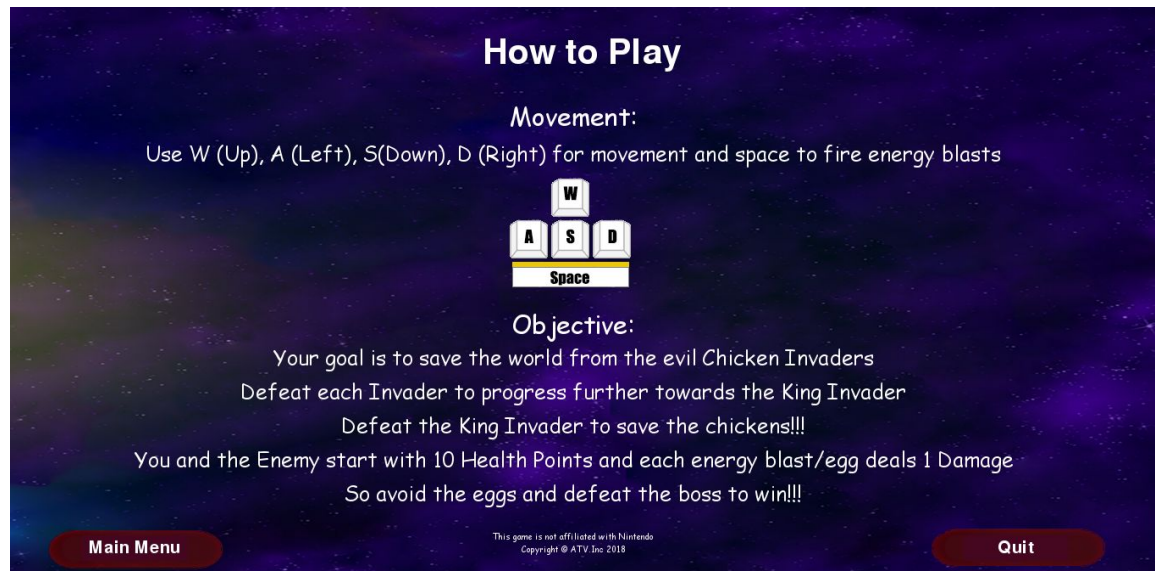 How to Play
Movement:
Use W (Up), A (Left), S(Down), D (Right) for movement and space to fire energy blasts
W
A S D
Space
Objective:
Your goal is to save the world from the evil Chicken Invaders
Defeat each Invader to progress further towards the King Invader
Defeat the King Invader to save the chickens!!!
You and the Enemy start with 10 Health Points and each energy blast/egg deals 1 Damage
So avoid the eggs and defeat the boss to win!!!
This game is not affiliated with Nintendo
Copyright © ATV.Inc 2018
Main Menu
Quit